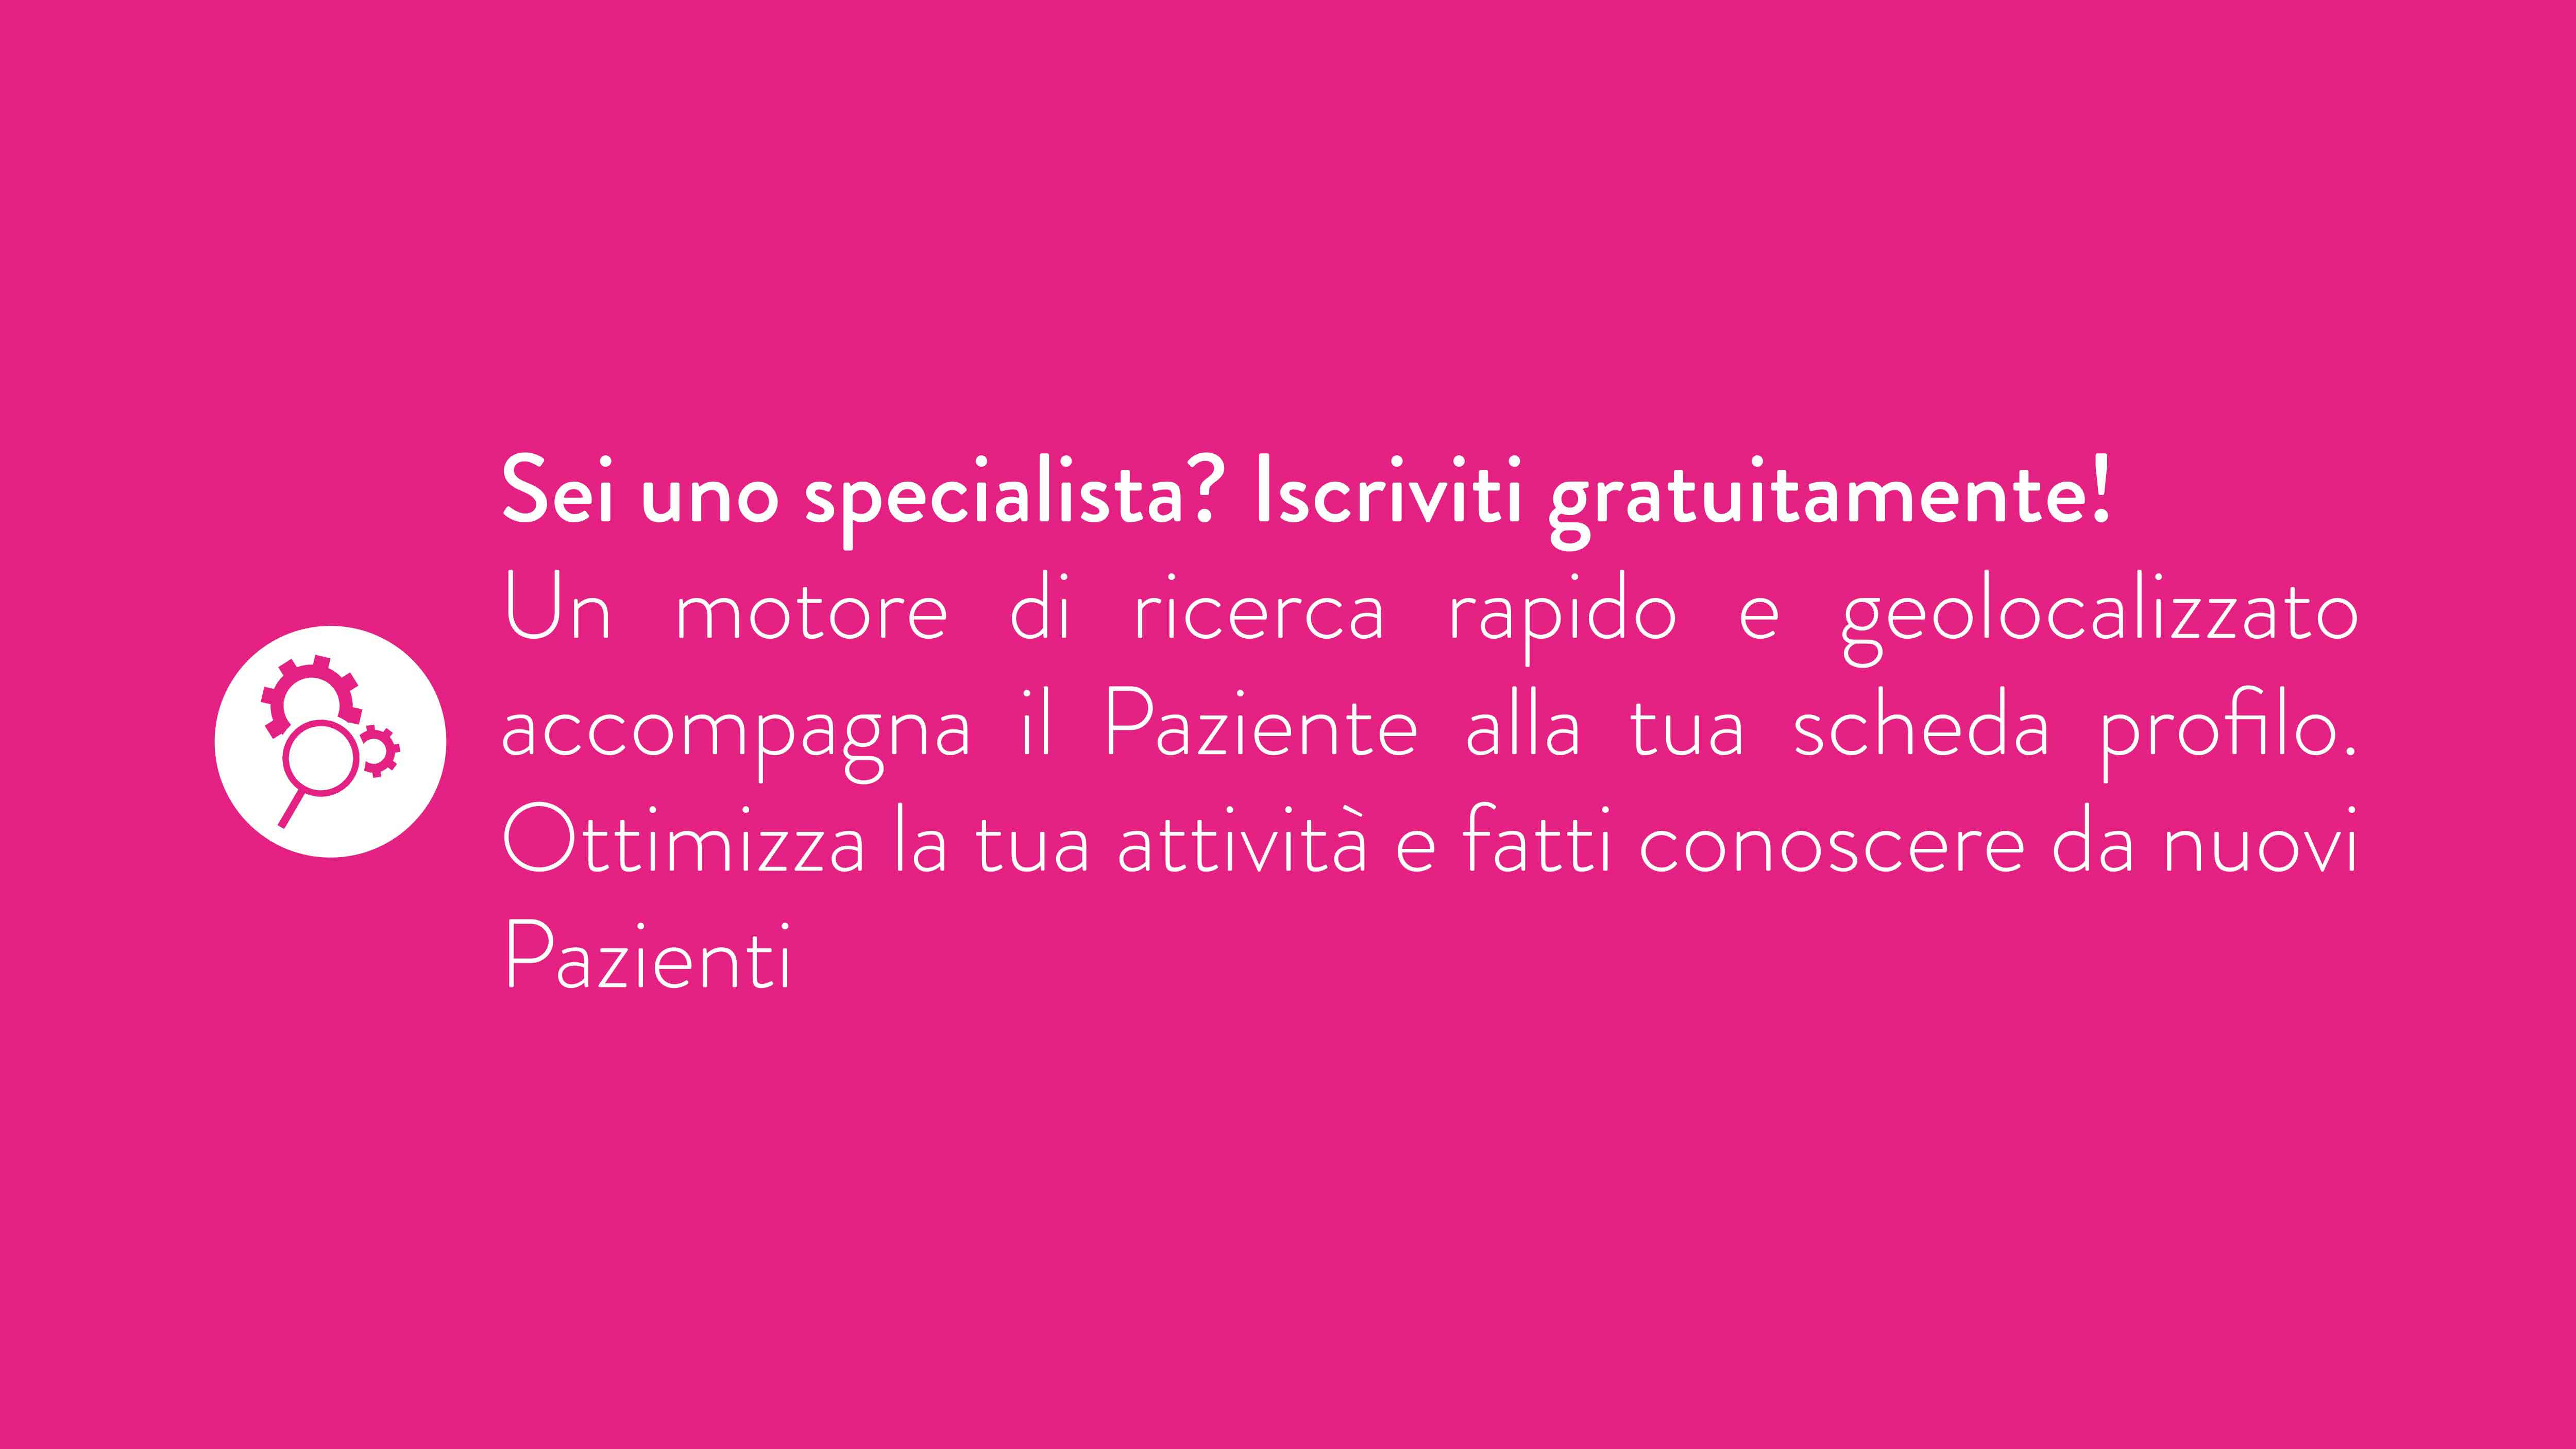 Sei uno specialista? Iscriviti gratuitamente!
Un motore di ricerca rapido e geolocalizzato
accompagna il Paziente alla tua scheda profilo.
Ottimizza la tua attività e fatti conoscere da nuovi
Pazienti